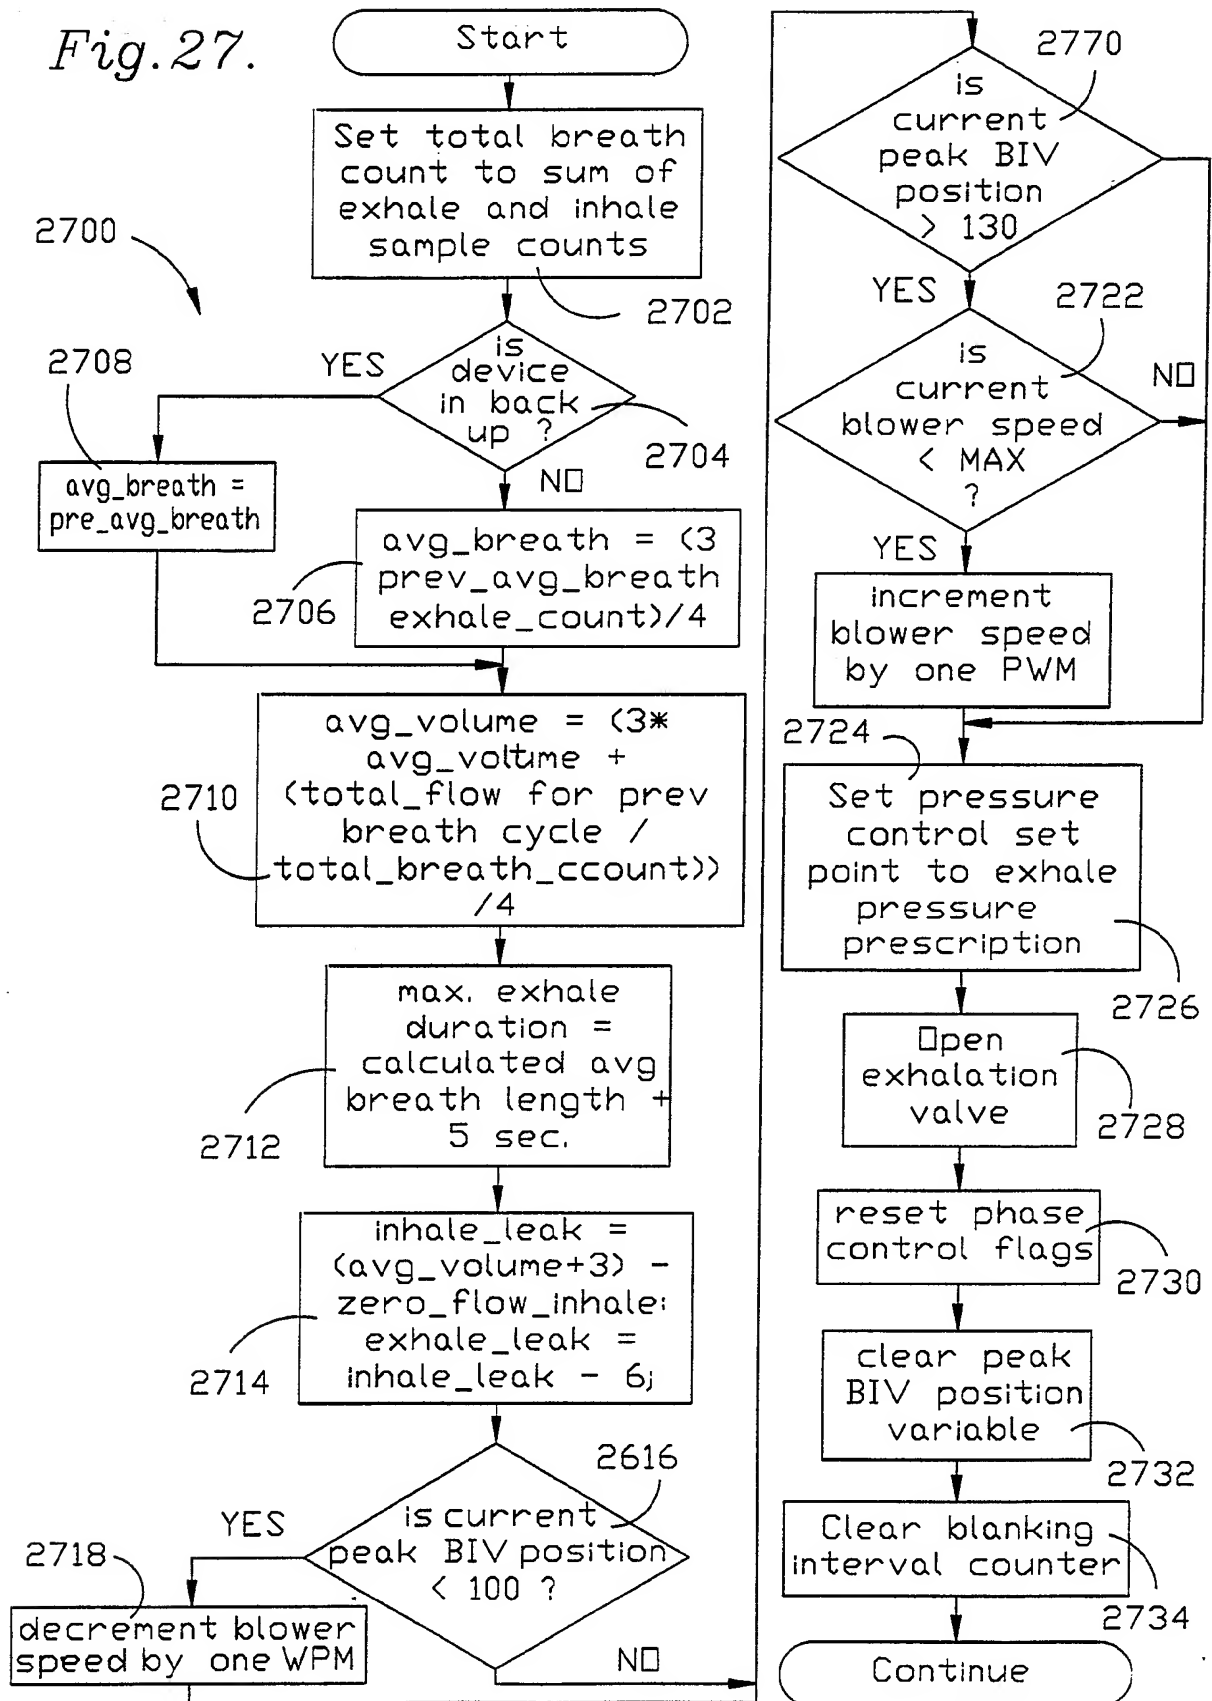 Fig.27.
Start
Set total breath
count to sum of
exhale and inhale
sample counts
2700
2702
is
device
in back
up ?
2704
YES
2708
avg_breath =
pre_avg_breath
NO
avg_breath = (3
prev_avg_breath
exhale_count)/4
2706
avg_volume = (3*
avg_voltime +
(total_flow for prev
breath cycle /
total_breath_ccount))
/4
2710
max. exhale
duration =
calculated avg
breath length +
5 sec.
2712
inhale_leak =
(avg_volume+3) -
zero_flow_inhale;
exhale_leak =
inhale_leak - 6;
2714
2616
is current
peak BIV position
< 100 ?
YES
2718
decrement blower
speed by one WPM
NO
2770
is
current
peak BIV
position
> 130
YES
2722
is
current
blower speed
< MAX
?
NO
YES
increment
blower speed
by one PWM
2724
Set pressure
control set
point to exhale
pressure
prescription
2726
Open
exhalation
valve
2728
reset phase
control flags
2730
clear peak
BIV position
variable
2732
Clear blanking
interval counter
2734
Continue